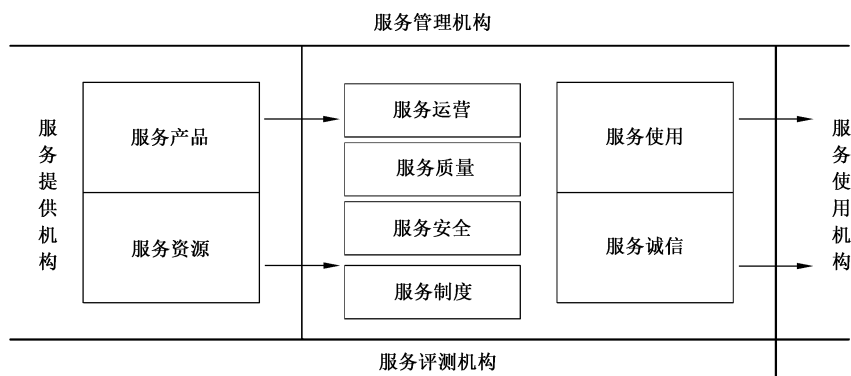 服务管理机构
服务提供机构
服务产品
服务资源
服务运营
服务质量
服务安全
服务制度
服务使用
服务诚信
服务使用机构
服务评测机构